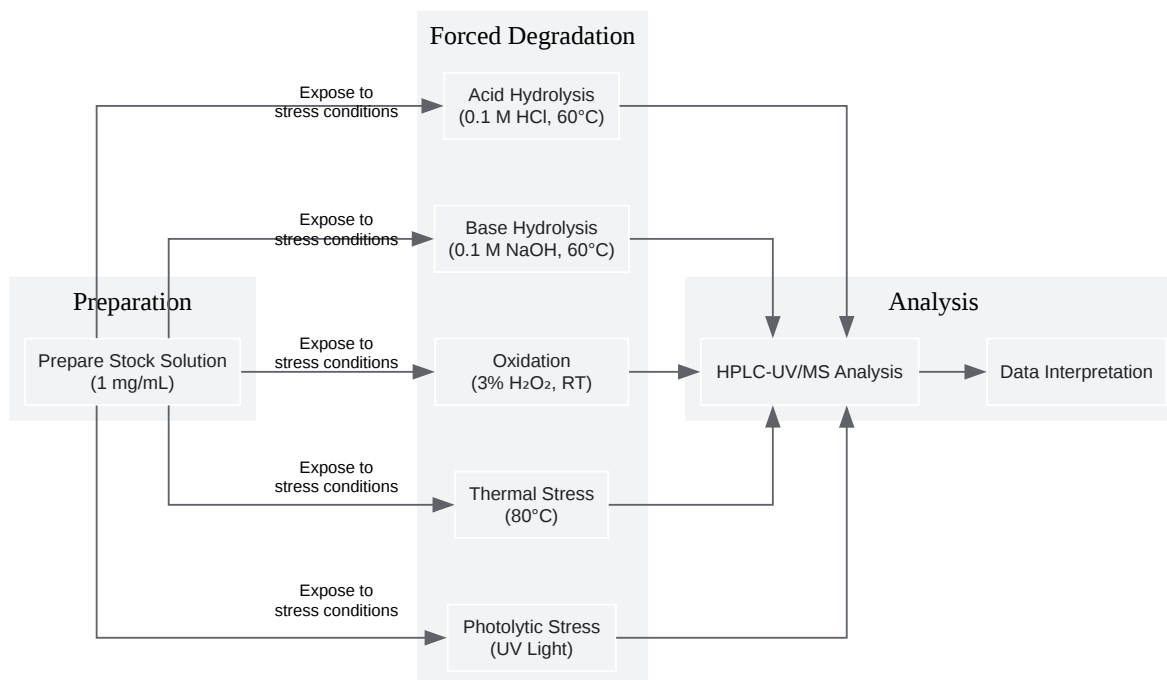 Forced Degradation
Expose to
stress conditions
Acid Hydrolysis
(0.1 M HCl, 60°C)
Expose to
stress conditions
Base Hydrolysis
(0.1 M NaOH, 60°C)
Preparation
Analysis
Prepare Stock Solution
(1 mg/mL)
Expose to
stress conditions
Oxidation
(3% H₂O₂, RT)
HPLC-UV/MS Analysis
Data Interpretation
Expose to
stress conditions
Thermal Stress
(80°C)
Expose to
stress conditions
Photolytic Stress
(UV Light)